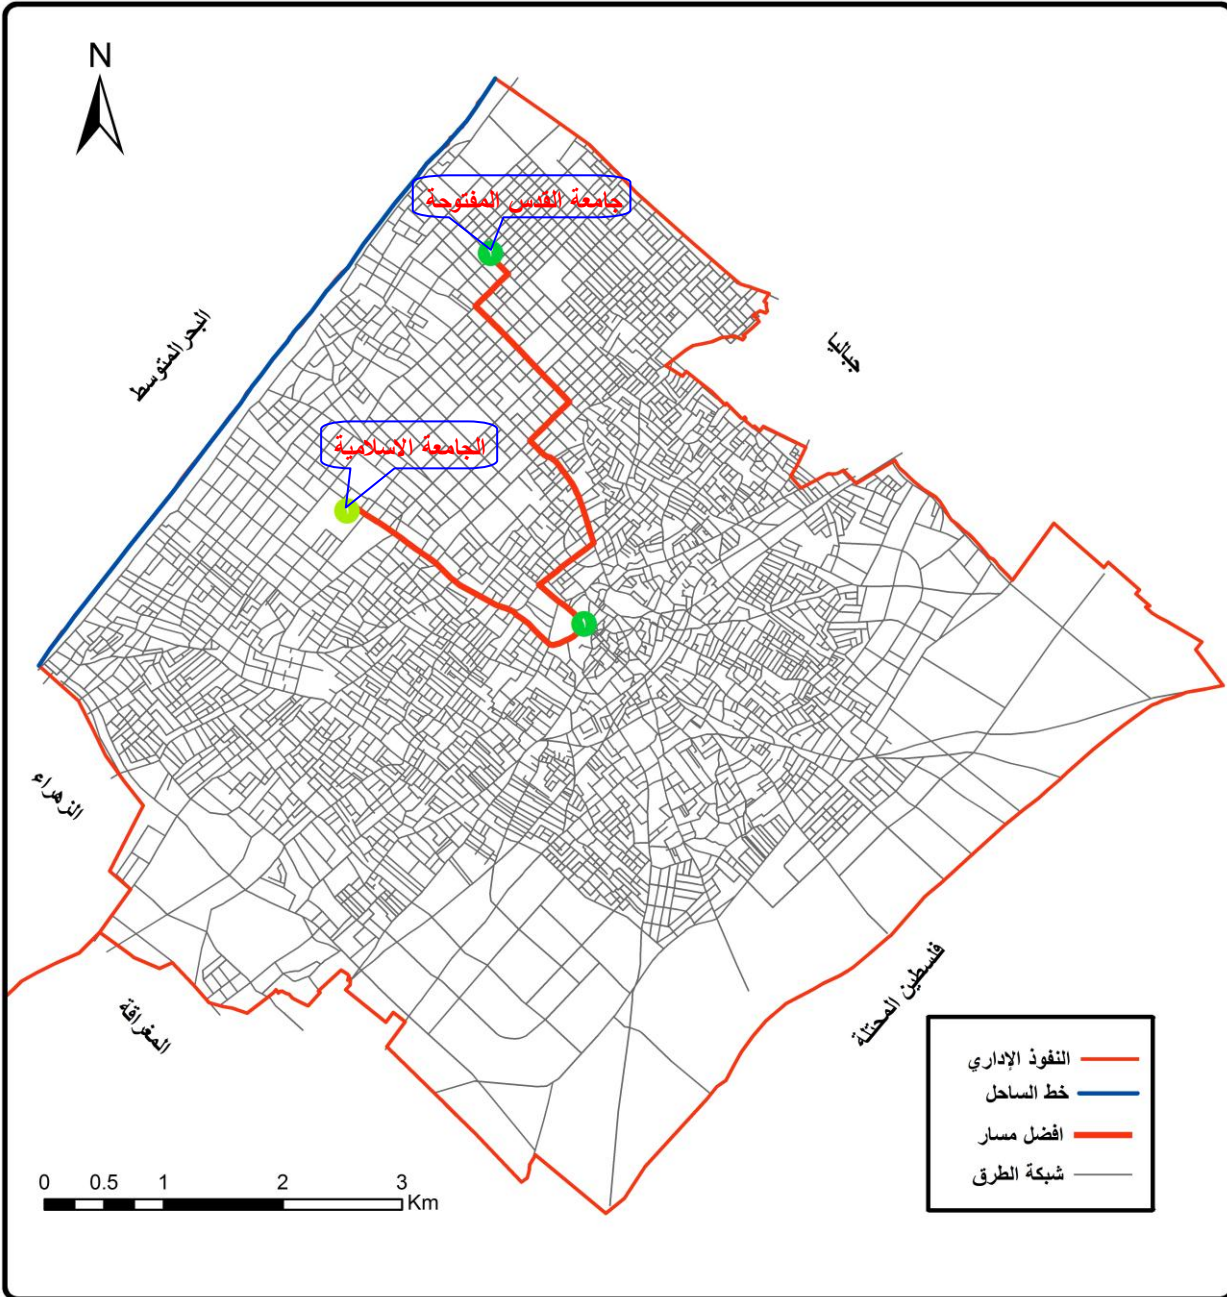 N
جامعة القدس المفتوحة
البحر المتوسط
جباليا
الجامعة الاسلامية
١
الزهراء
فلسطين المحتلة
المغراقة
النفوذ الإداري
خط الساحل
افضل مسار
شبكة الطرق
0 0.5 1 2 3
Km